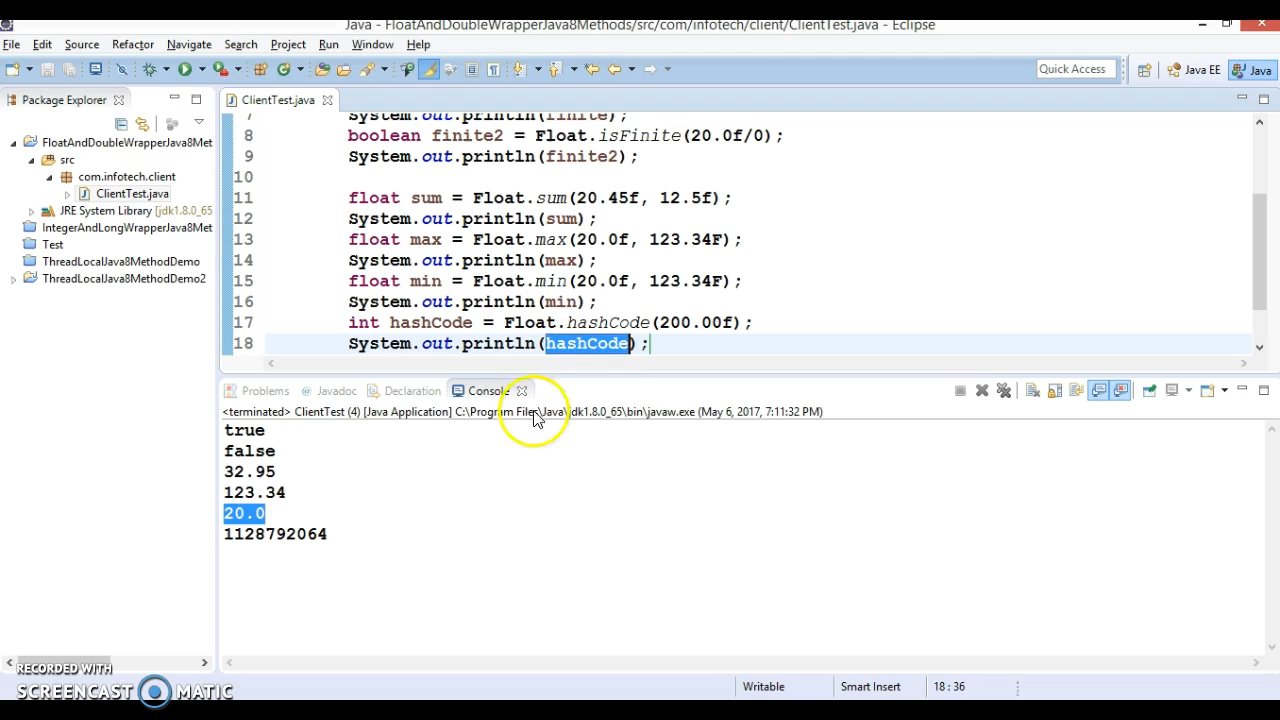 Java - FloatAndDoubleWrapperJava8Methods/src/com/infotech/client/ClientTest.java - Eclipse
File Edit Source Refactor Navigate Search Project Run Window Help
Quick Access Java EE Java
Package Explorer
ClientTest.java
FloatAndDoubleWrapperJava8Met
src
com.infotech.client
ClientTest.java
JRE System Library [jdk1.8.0_65
IntegerAndLongWrapperJava8Met
Test
ThreadLocalJava8MethodDemo
ThreadLocalJava8MethodDemo2
7 System.out.println(finite);
8 boolean finite2 = Float.isFinite(20.0f/0);
9 System.out.println(finite2);
10
11 float sum = Float.sum(20.45f, 12.5f);
12 System.out.println(sum);
13 float max = Float.max(20.0f, 123.34F);
14 System.out.println(max);
15 float min = Float.min(20.0f, 123.34F);
16 System.out.println(min);
17 int hashCode = Float.hashCode(200.00f);
18 System.out.println(hashCode);
Problems Javadoc Declaration Console
<terminated> ClientTest (4) [Java Application] C:\Program Files\Java\jdk1.8.0_65\bin\javaw.exe (May 6, 2017, 7:11:32 PM)
true
false
32.95
123.34
20.0
1128792064
RECORDED WITH
SCREENCAST MATIC
Writable Smart Insert 18 : 36